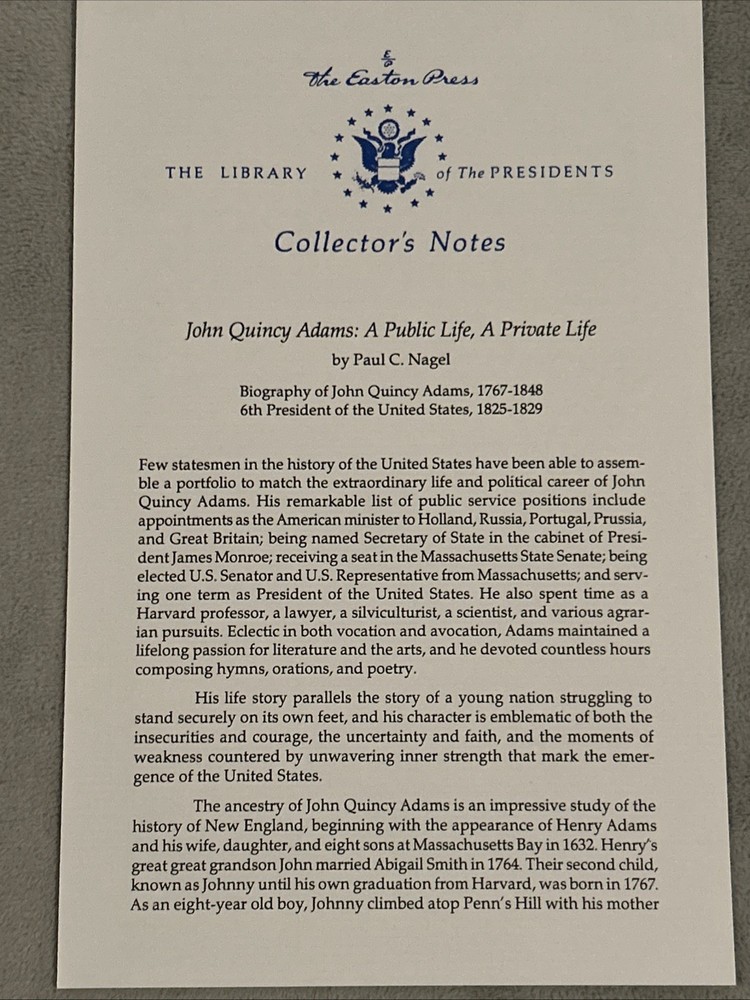 E
P
The Easton Press
THE LIBRARY of The PRESIDENTS
Collector's Notes
John Quincy Adams: A Public Life, A Private Life
by Paul C. Nagel
Biography of John Quincy Adams, 1767-1848
6th President of the United States, 1825-1829
Few statesmen in the history of the United States have been able to assem-
ble a portfolio to match the extraordinary life and political career of John
Quincy Adams. His remarkable list of public service positions include
appointments as the American minister to Holland, Russia, Portugal, Prussia,
and Great Britain; being named Secretary of State in the cabinet of Presi-
dent James Monroe; receiving a seat in the Massachusetts State Senate; being
elected U.S. Senator and U.S. Representative from Massachusetts; and serv-
ing one term as President of the United States. He also spent time as a
Harvard professor, a lawyer, a silviculturist, a scientist, and various agrar-
ian pursuits. Eclectic in both vocation and avocation, Adams maintained a
lifelong passion for literature and the arts, and he devoted countless hours
composing hymns, orations, and poetry.
His life story parallels the story of a young nation struggling to
stand securely on its own feet, and his character is emblematic of both the
insecurities and courage, the uncertainty and faith, and the moments of
weakness countered by unwavering inner strength that mark the emer-
gence of the United States.
The ancestry of John Quincy Adams is an impressive study of the
history of New England, beginning with the appearance of Henry Adams
and his wife, daughter, and eight sons at Massachusetts Bay in 1632. Henry's
great great grandson John married Abigail Smith in 1764. Their second child,
known as Johnny until his own graduation from Harvard, was born in 1767.
As an eight-year old boy, Johnny climbed atop Penn's Hill with his mother